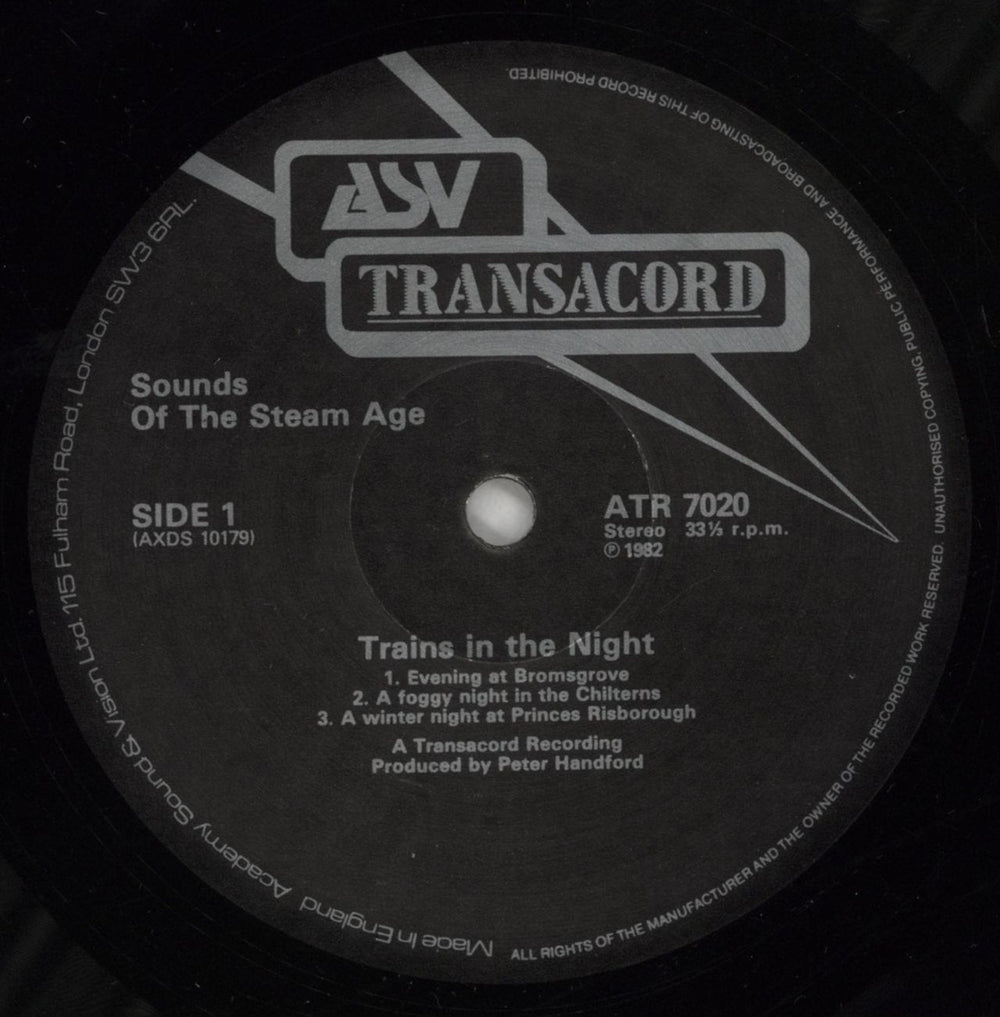 ASV
TRANSACORD
Sounds
Of The Steam Age
SIDE 1
(AXDS 10179)
ATR 7020
Stereo 33⅓ r.p.m.
℗ 1982
Trains in the Night
1. Evening at Bromsgrove
2. A foggy night in the Chilterns
3. A winter night at Princes Risborough
A Transacord Recording
Produced by Peter Handford
Made in England Academy Sound & Vision Ltd. 115 Fulham Road, London SW3 6RL.
ALL RIGHTS OF THE MANUFACTURER AND THE OWNER OF THE RECORDED WORK RESERVED. UNAUTHORISED COPYING, PUBLIC PERFORMANCE AND BROADCASTING OF THIS RECORD PROHIBITED.